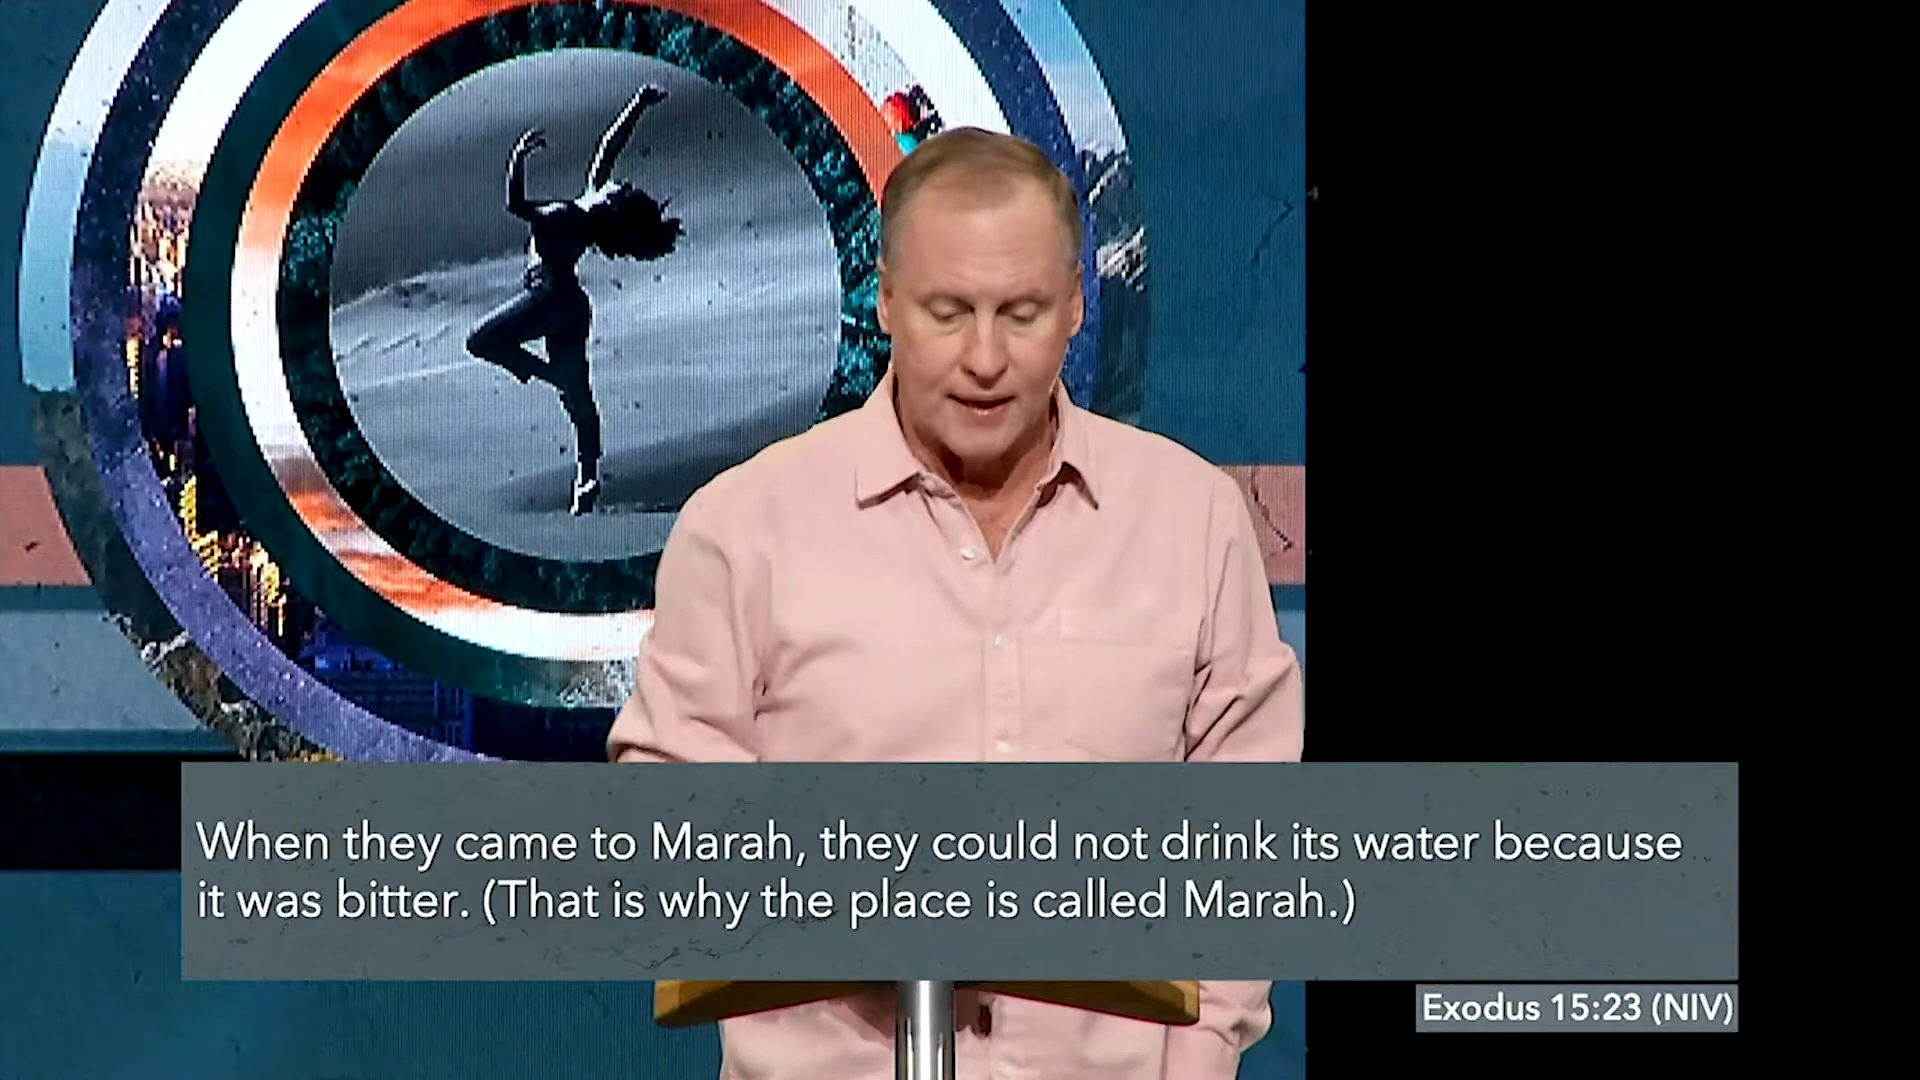 When they came to Marah, they could not drink its water because
it was bitter. (That is why the place is called Marah.)
Exodus 15:23 (NIV)